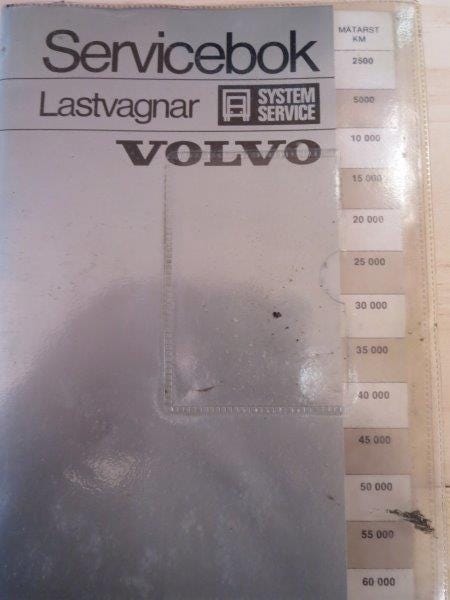 Servicebok
Lastvagnar
SYSTEM
SERVICE
VOLVO
MÄTARST
KM
2500
5000
10 000
15 000
20 000
25 000
30 000
35 000
40 000
45 000
50 000
55 000
60 000